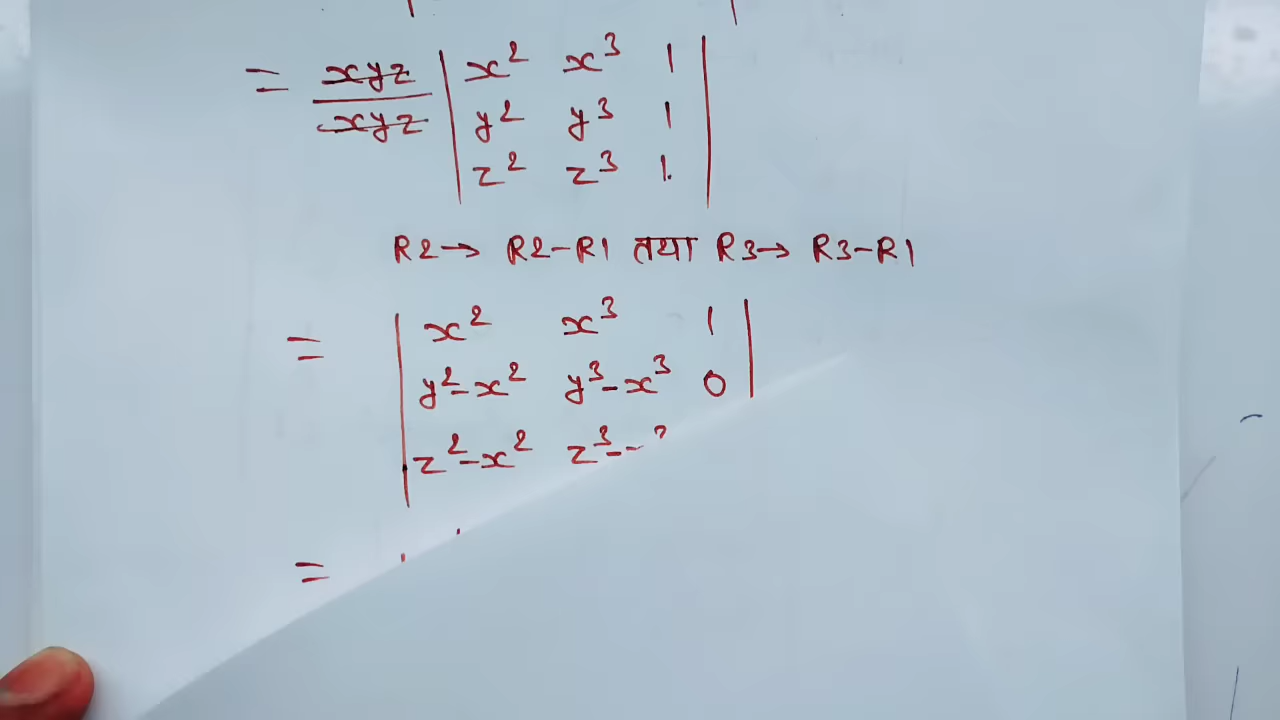 = xyz/xyz | x² x³ 1 |
| y² y³ 1 |
| z² z³ 1. |
R2→ R2-R1 तथा R3→ R3-R1
= | x² x³ 1 |
| y²-x² y³-x³ 0 |
| z²-x² z³-
=